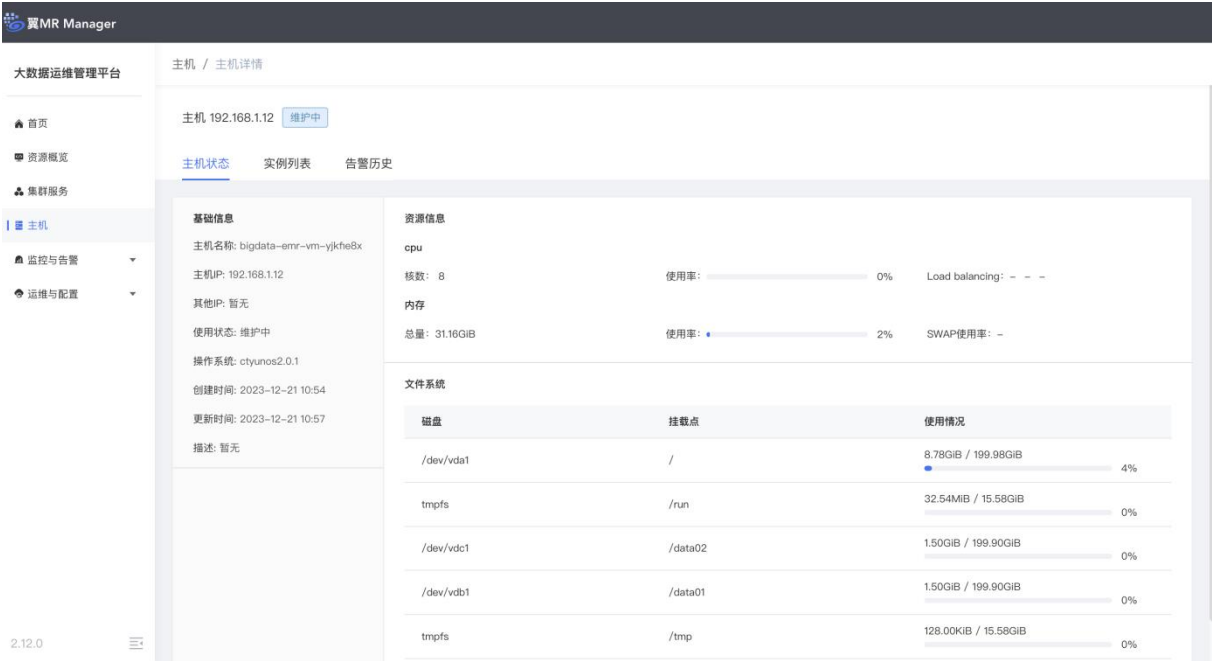 翼MR Manager
大数据运维管理平台
首页
资源概览
集群服务
主机
监控与告警
运维与配置
2.12.0
主机 / 主机详情
主机 192.168.1.12 维护中
主机状态 实例列表 告警历史
基础信息
主机名称: bigdata-emr-vm-yjkfie8x
主机IP: 192.168.1.12
其他IP: 暂无
使用状态: 维护中
操作系统: ctyunos2.0.1
创建时间: 2023-12-21 10:54
更新时间: 2023-12-21 10:57
描述: 暂无
资源信息
cpu
核数: 8 使用率: 0% Load balancing: - - -
内存
总量: 31.16GiB 使用率: 2% SWAP使用率: -
文件系统
磁盘 挂载点 使用情况
/dev/vda1 / 8.78GiB / 199.98GiB 4%
tmpfs /run 32.54MiB / 15.58GiB 0%
/dev/vdc1 /data02 1.50GiB / 199.90GiB 0%
/dev/vdb1 /data01 1.50GiB / 199.90GiB 0%
tmpfs /tmp 128.00KiB / 15.58GiB 0%